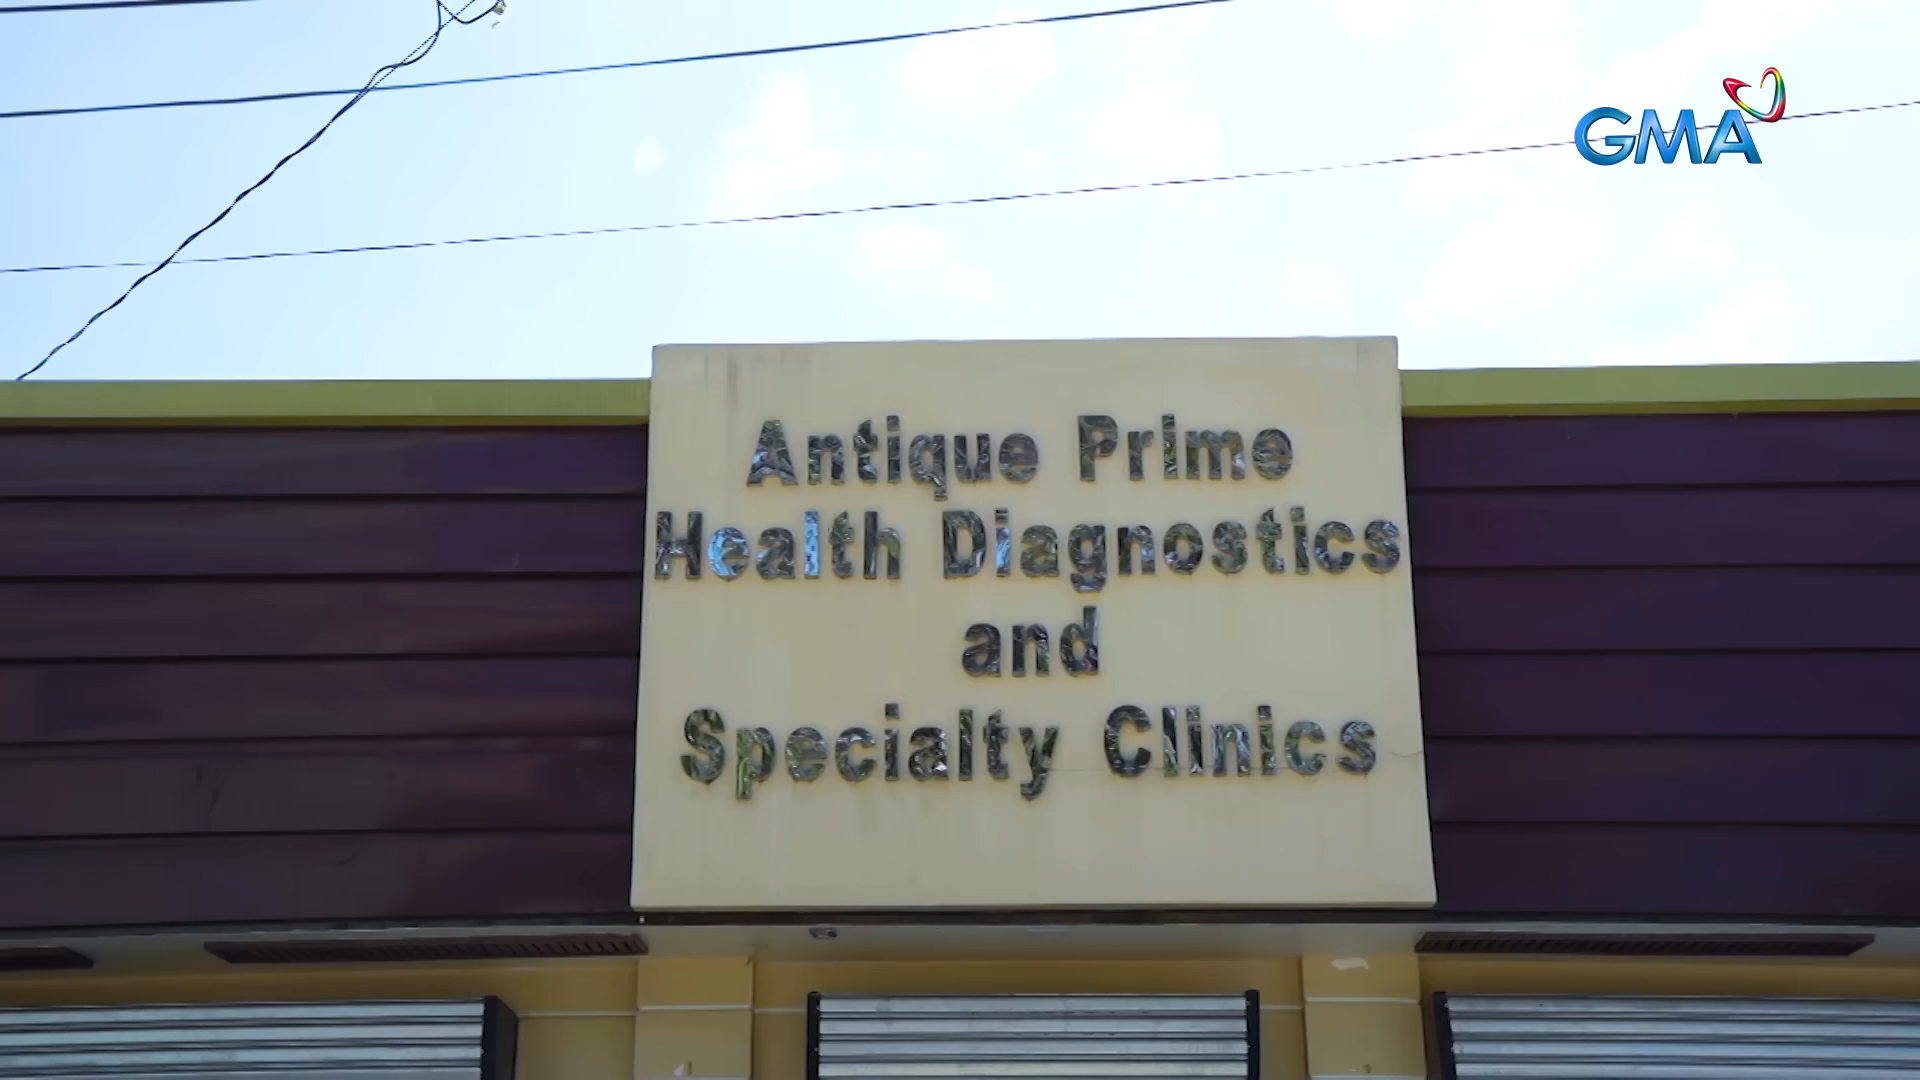 GMA
Antique Prime
Health Diagnostics
and
Specialty Clinics